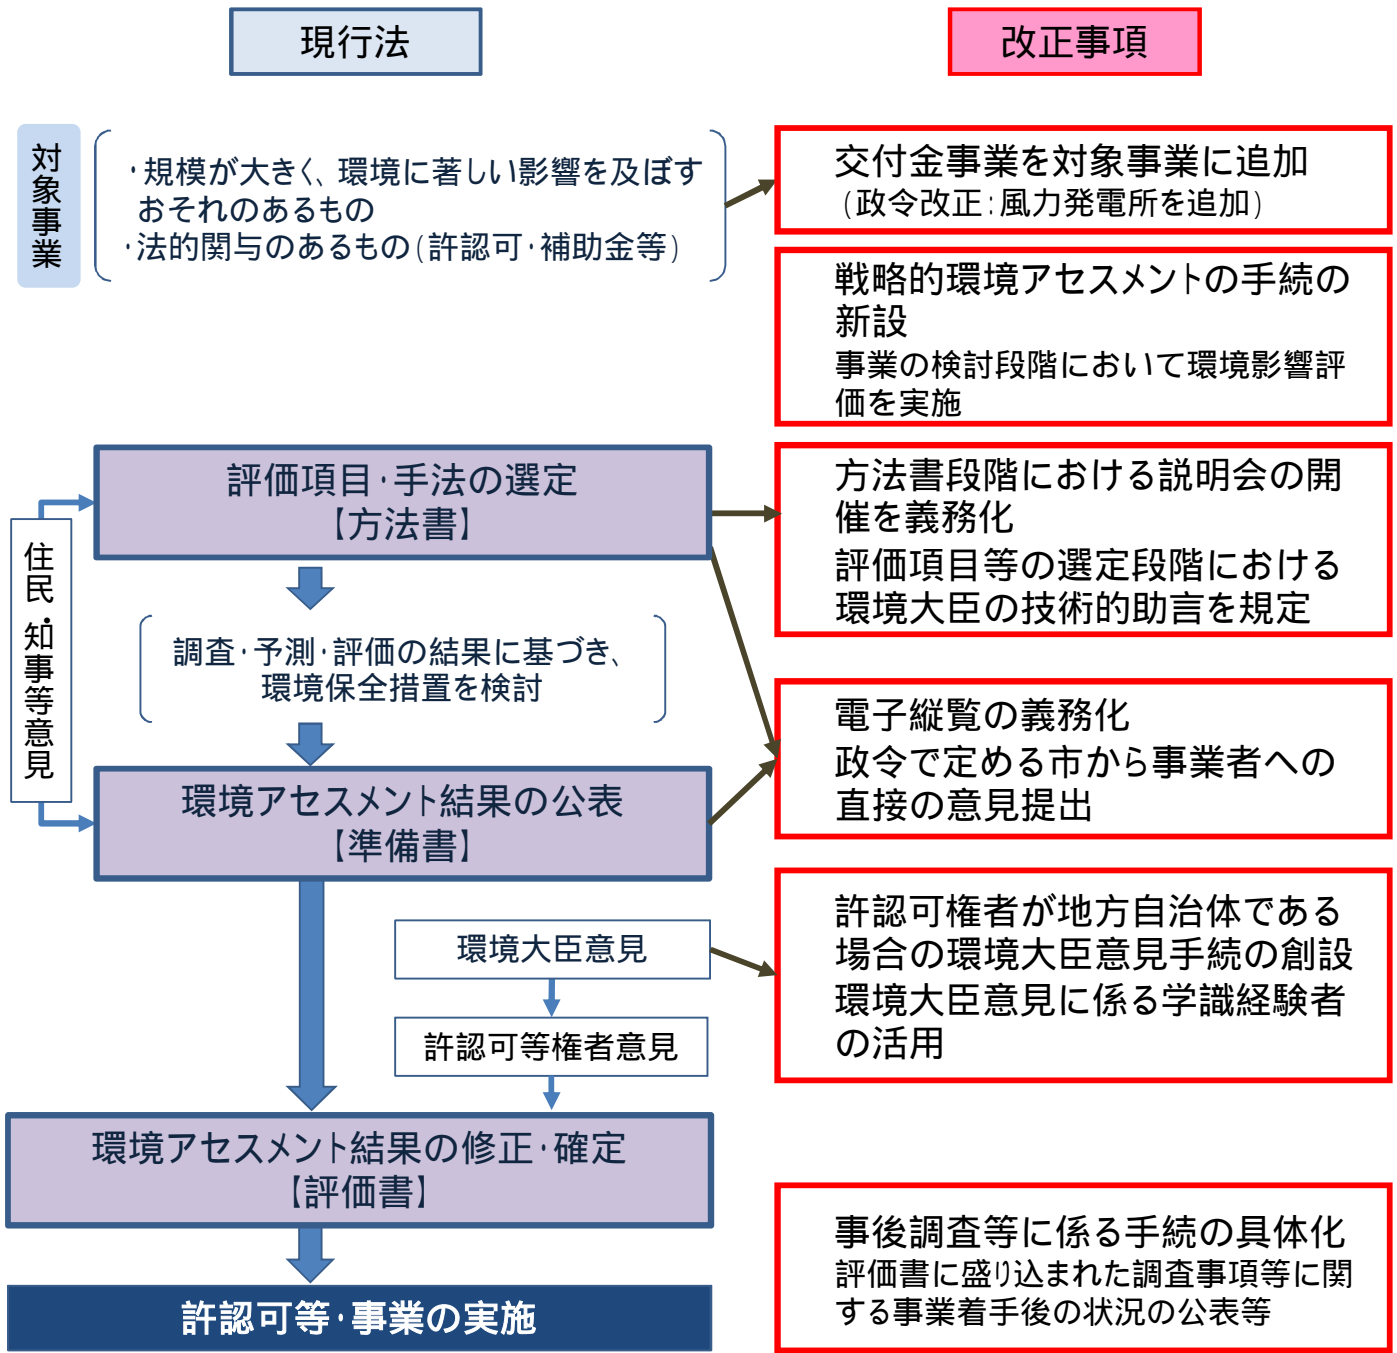 現行法
改正事項
対象事業
・規模が大きく、環境に著しい影響を及ぼす
おそれのあるもの
・法的関与のあるもの(許認可・補助金等)
交付金事業を対象事業に追加
(政令改正:風力発電所を追加)
戦略的環境アセスメントの手続の
新設
事業の検討段階において環境影響評
価を実施
評価項目・手法の選定
【方法書】
方法書段階における説明会の開
催を義務化
評価項目等の選定段階における
環境大臣の技術的助言を規定
住民・知事等意見
調査・予測・評価の結果に基づき、
環境保全措置を検討
電子縦覧の義務化
政令で定める市から事業者への
直接の意見提出
環境アセスメント結果の公表
【準備書】
環境大臣意見
許認可等権者意見
許認可権者が地方自治体である
場合の環境大臣意見手続の創設
環境大臣意見に係る学識経験者
の活用
環境アセスメント結果の修正・確定
【評価書】
事後調査等に係る手続の具体化
評価書に盛り込まれた調査事項等に関
する事業着手後の状況の公表等
許認可等・事業の実施